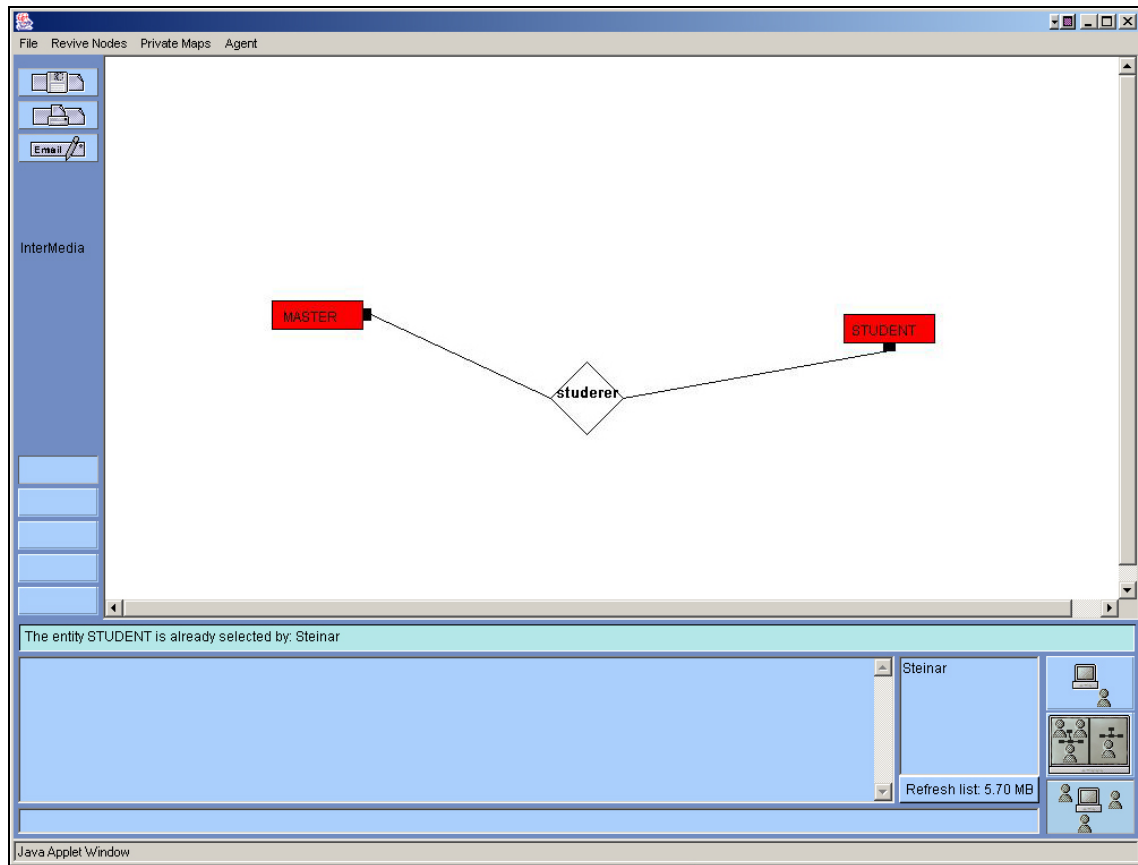 File Revive Nodes Private Maps Agent
Email
InterMedia
MASTER
STUDENT
studerer
The entity STUDENT is already selected by: Steinar
Steinar
Refresh list: 5.70 MB
Java Applet Window